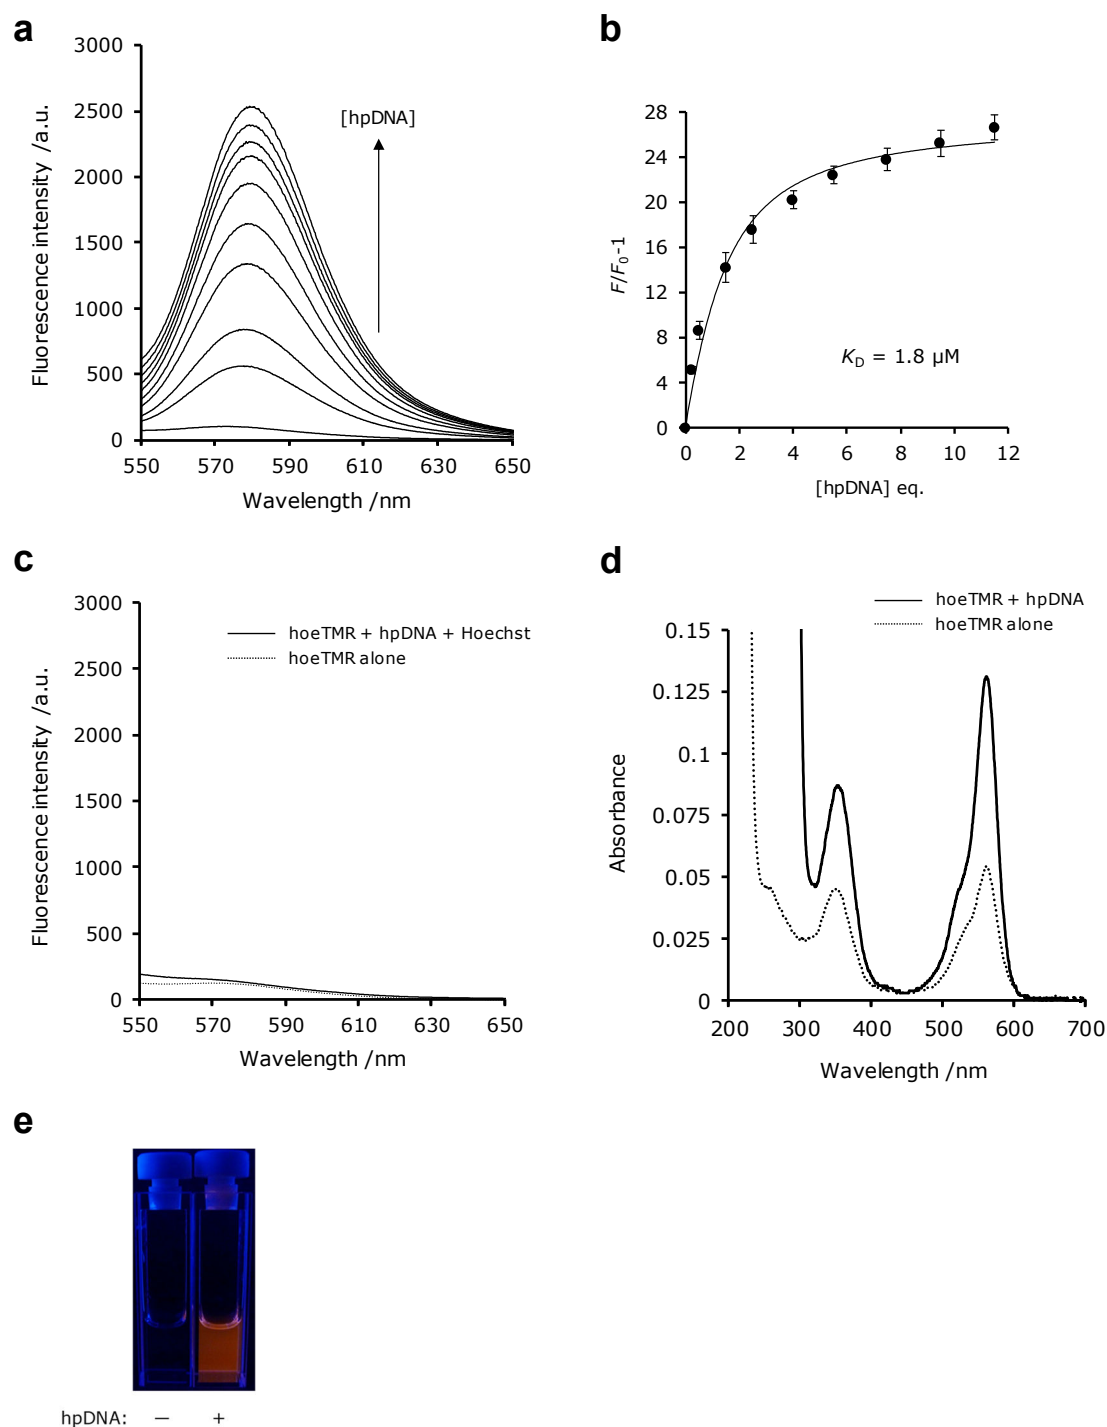 a
3000
2500
2000
1500
1000
500
0
Fluorescence intensity /a.u.
[hpDNA]
550 570 590 610 630 650
Wavelength /nm
b
28
24
20
16
12
8
4
0
F/F0-1
KD = 1.8 μM
0 2 4 6 8 10 12
[hpDNA] eq.
c
hoeTMR + hpDNA + Hoechst
hoeTMR alone
3000
2500
2000
1500
1000
500
0
Fluorescence intensity /a.u.
550 570 590 610 630 650
Wavelength /nm
d
hoeTMR + hpDNA
hoeTMR alone
0.15
0.125
0.1
0.075
0.05
0.025
0
Absorbance
200 300 400 500 600 700
Wavelength /nm
e
hpDNA: — +